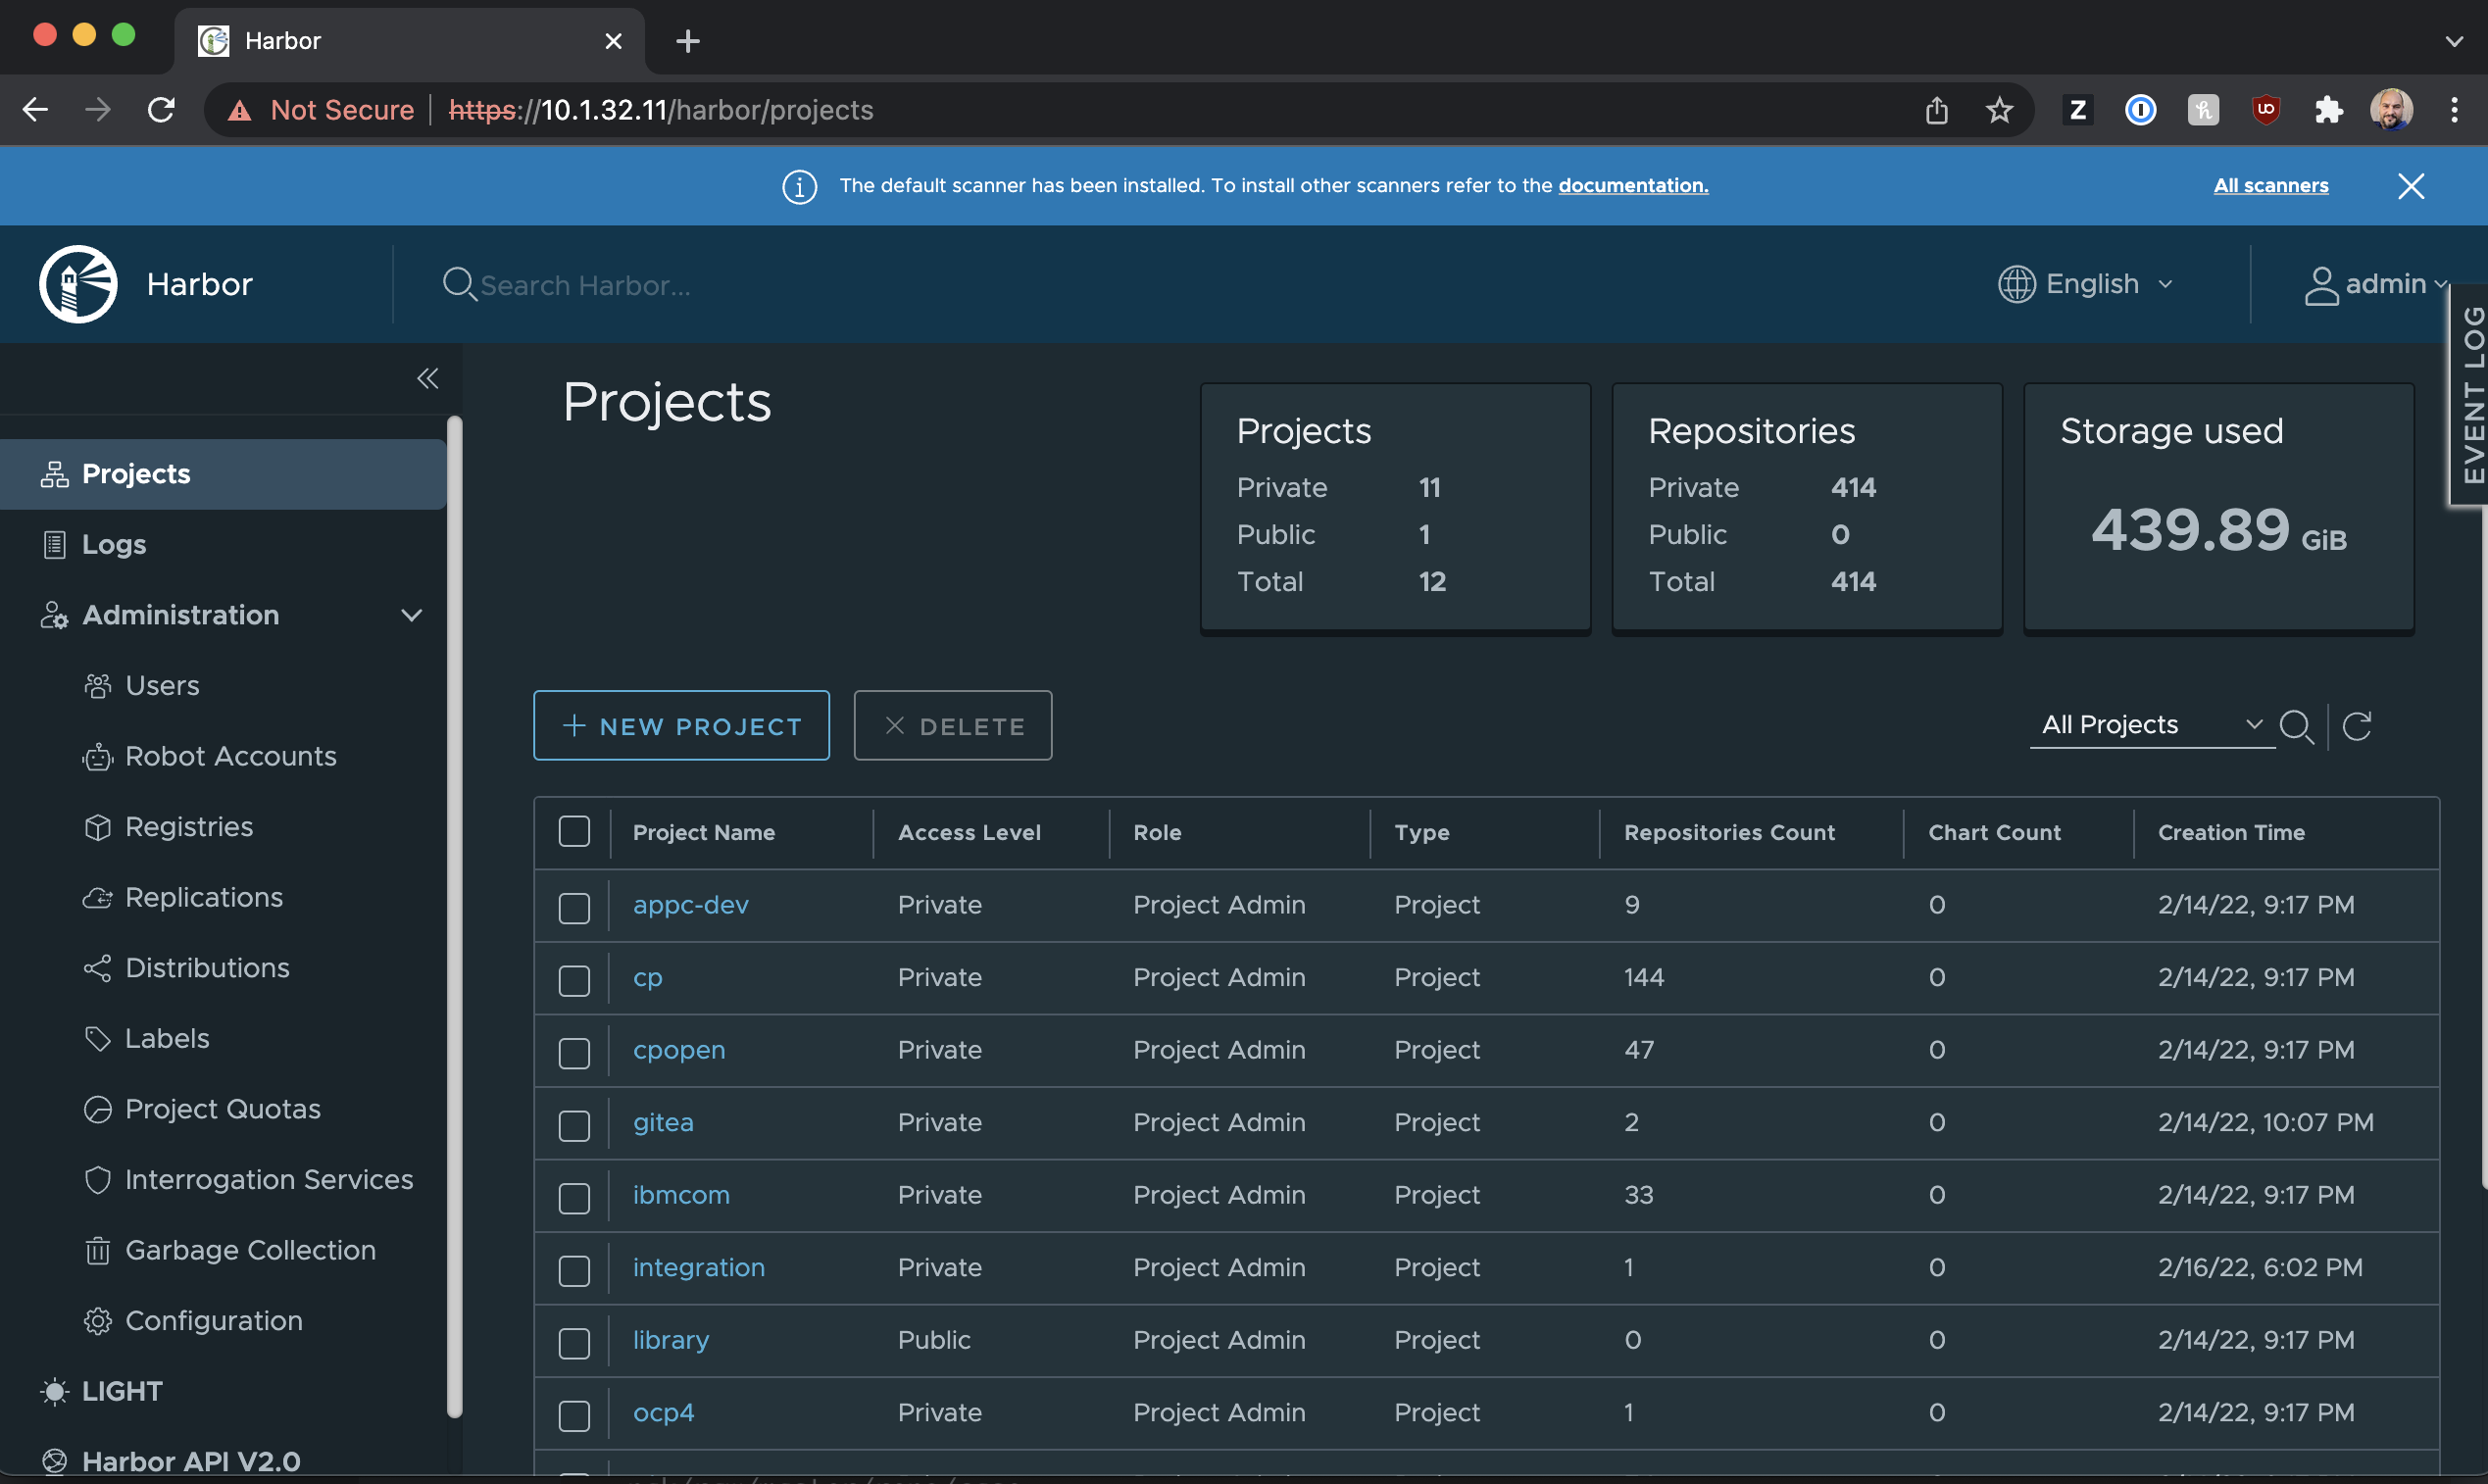 Harbor
Not Secure https://10.1.32.11/harbor/projects
The default scanner has been installed. To install other scanners refer to the documentation. All scanners
Harbor Search Harbor... English admin
EVENT LOG
Projects
Logs
Administration
Users
Robot Accounts
Registries
Replications
Distributions
Labels
Project Quotas
Interrogation Services
Garbage Collection
Configuration
LIGHT
Harbor API V2.0
Projects
Projects
Private 11
Public 1
Total 12
Repositories
Private 414
Public 0
Total 414
Storage used
439.89 GiB
NEW PROJECT DELETE All Projects
Project Name Access Level Role Type Repositories Count Chart Count Creation Time
appc-dev Private Project Admin Project 9 0 2/14/22, 9:17 PM
cp Private Project Admin Project 144 0 2/14/22, 9:17 PM
cpopen Private Project Admin Project 47 0 2/14/22, 9:17 PM
gitea Private Project Admin Project 2 0 2/14/22, 10:07 PM
ibmcom Private Project Admin Project 33 0 2/14/22, 9:17 PM
integration Private Project Admin Project 1 0 2/16/22, 6:02 PM
library Public Project Admin Project 0 0 2/14/22, 9:17 PM
ocp4 Private Project Admin Project 1 0 2/14/22, 9:17 PM